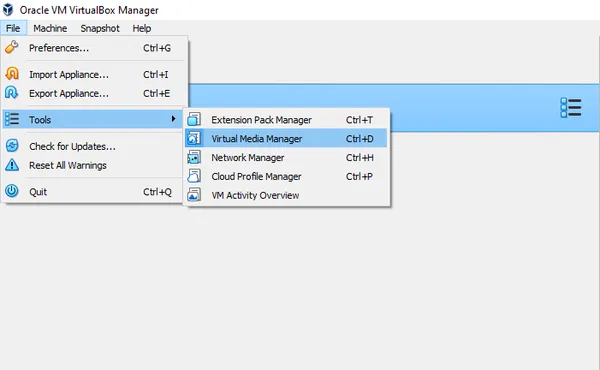 Oracle VM VirtualBox Manager
File Machine Snapshot Help
Preferences... Ctrl+G
Import Appliance... Ctrl+I
Export Appliance... Ctrl+E
Tools
Extension Pack Manager Ctrl+T
Virtual Media Manager Ctrl+D
Network Manager Ctrl+H
Cloud Profile Manager Ctrl+P
VM Activity Overview
Check for Updates...
Reset All Warnings
Quit Ctrl+Q